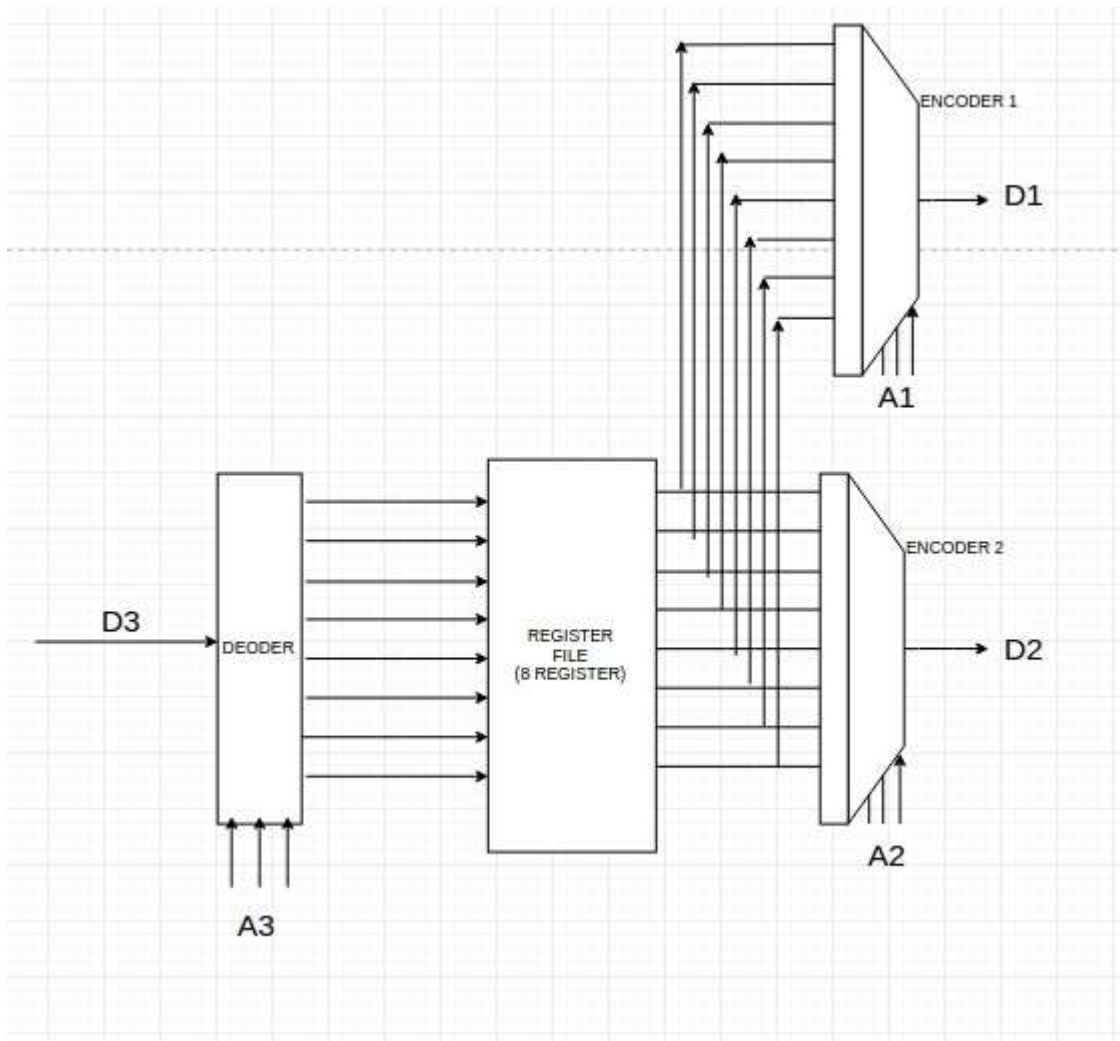 ENCODER 1
D1
A1
D3
DEODER
REGISTER
FILE
(8 REGISTER)
ENCODER 2
D2
A2
A3